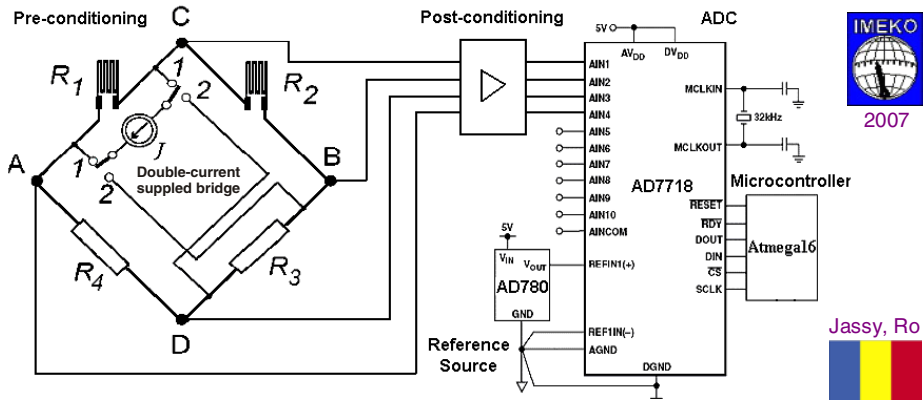 Pre-conditioning
Post-conditioning
ADC
IMEKO
2007
C
R1
R2
1
2
J
A
B
1
2
Double-current
suppled bridge
R4
R3
D
5V
AVDD
DVDD
AIN1
AIN2
AIN3
AIN4
AIN5
AIN6
AIN7
AIN8
AIN9
AIN10
AINCOM
MCLKIN
32kHz
MCLKOUT
AD7718
Microcontroller
RESET
RDY
DOUT
DIN
CS
SCLK
Atmega16
5V
VIN
VOUT
AD780
GND
REFIN1(+)
REF1IN(–)
AGND
DGND
Reference
Source
Jassy, Ro